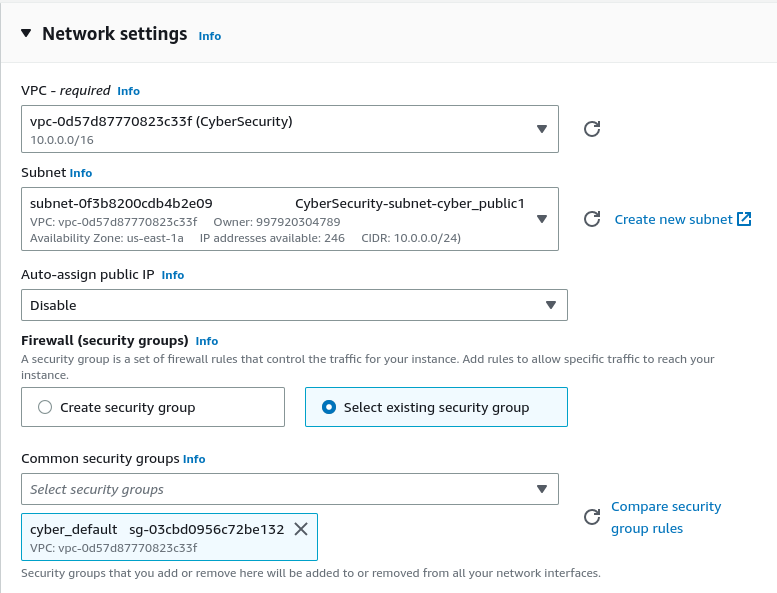 Network settings Info
VPC - required Info
vpc-0d57d87770823c33f (CyberSecurity)
10.0.0.0/16
Subnet Info
subnet-0f3b8200cdb4b2e09 CyberSecurity-subnet-cyber_public1
VPC: vpc-0d57d87770823c33f Owner: 997920304789
Availability Zone: us-east-1a IP addresses available: 246 CIDR: 10.0.0.0/24)
Create new subnet
Auto-assign public IP Info
Disable
Firewall (security groups) Info
A security group is a set of firewall rules that control the traffic for your instance. Add rules to allow specific traffic to reach your
instance.
Create security group
Select existing security group
Common security groups Info
Select security groups
Compare security
group rules
cyber_default sg-03cbd0956c72be132
VPC: vpc-0d57d87770823c33f
Security groups that you add or remove here will be added to or removed from all your network interfaces.